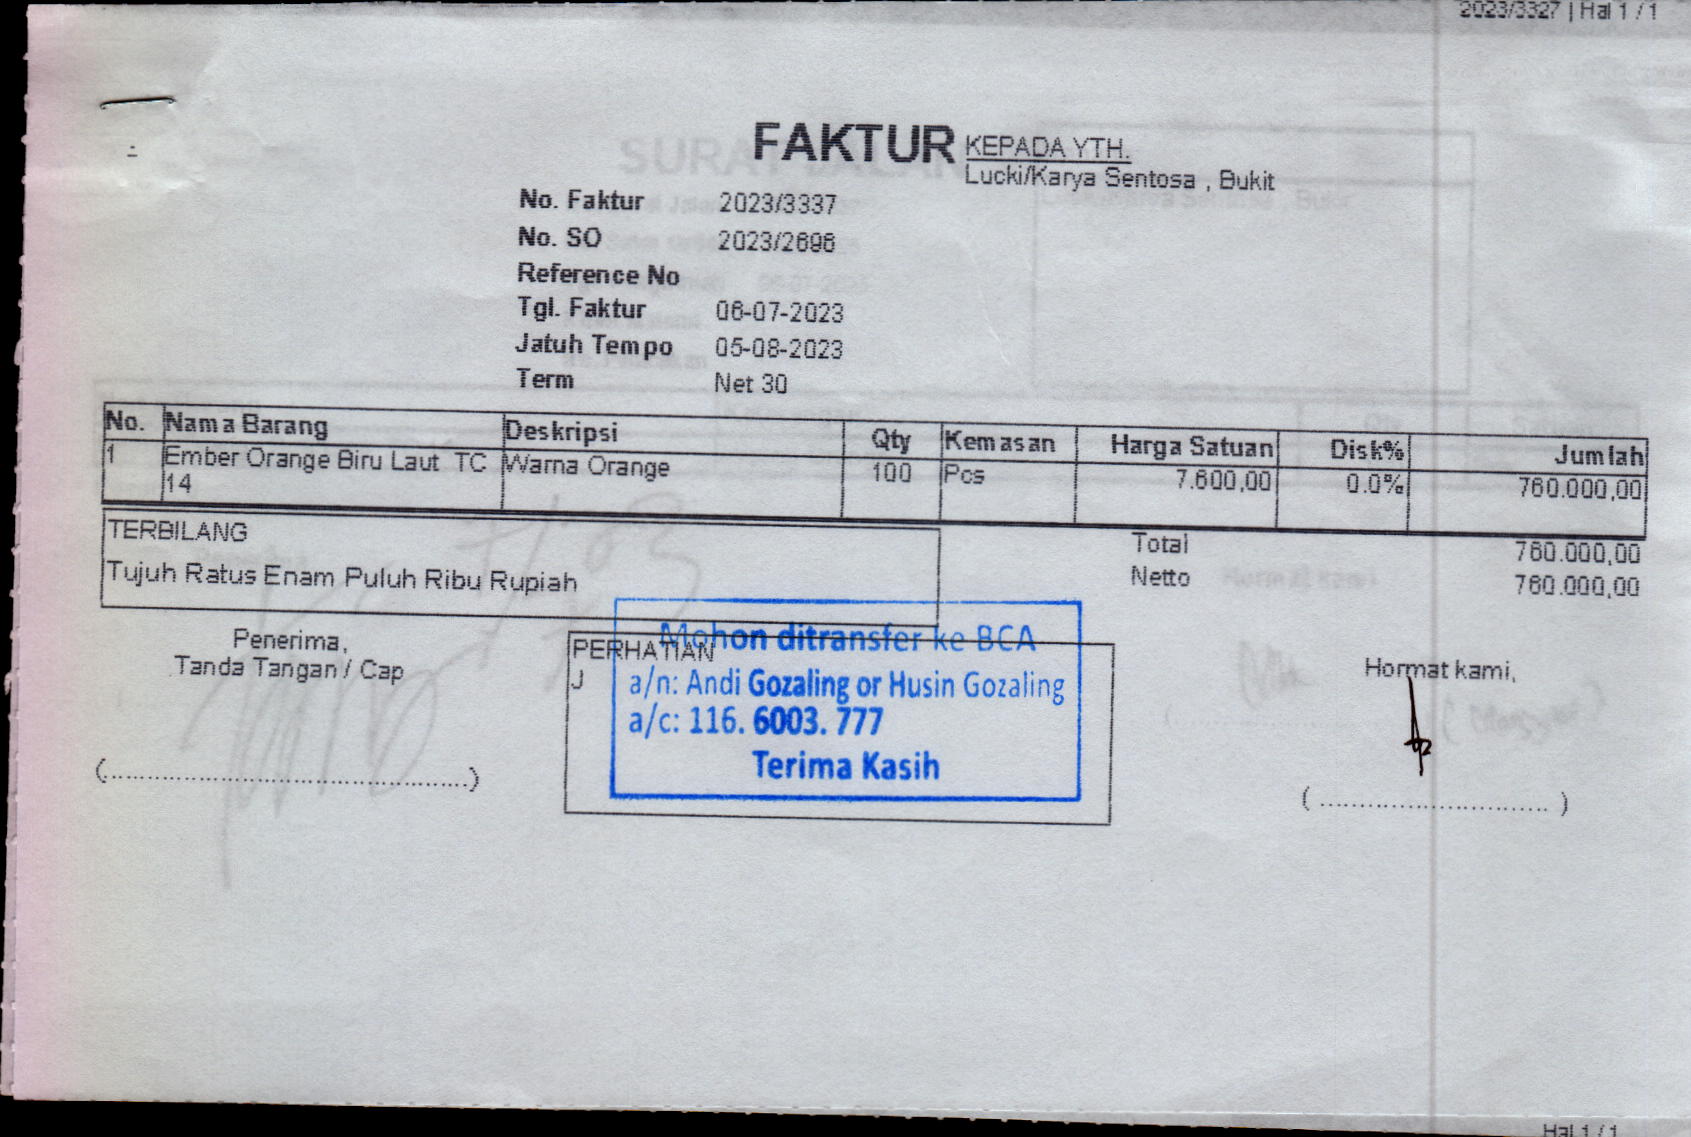 2023/3327 | Hal 1 / 1
FAKTUR
KEPADA YTH.
Lucki/Karya Sentosa , Bukit
No. Faktur 2023/3337
No. SO 2023/2696
Reference No
Tgl. Faktur 06-07-2023
Jatuh Tempo 05-08-2023
Term Net 30
No. Nama Barang Deskripsi Qty Kemasan Harga Satuan Disk% Jumlah
1 Ember Orange Biru Laut TC Warna Orange 100 Pcs 7.600,00 0.0% 760.000,00
14
TERBILANG
Tujuh Ratus Enam Puluh Ribu Rupiah
Total 760.000,00
Netto 760.000,00
Penerima,
Tanda Tangan / Cap
PERHATIAN
J
Mohon ditransfer ke BCA
a/n: Andi Gozaling or Husin Gozaling
a/c: 116. 6003. 777
Terima Kasih
Hormat kami,
(..............................................)
( ............................ )
Hal 1 / 1